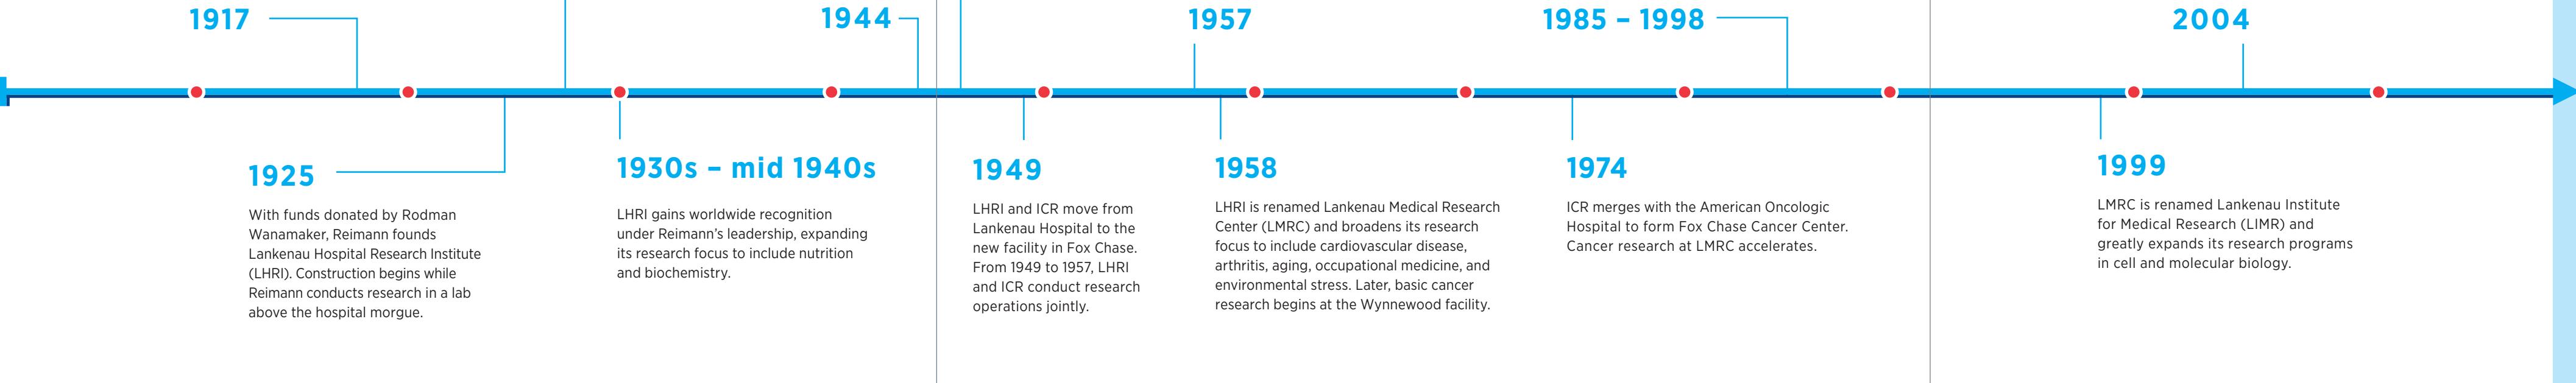 1917
1944
1957
1985 – 1998
2004
1925
With funds donated by Rodman
Wanamaker, Reimann founds
Lankenau Hospital Research Institute
(LHRI). Construction begins while
Reimann conducts research in a lab
above the hospital morgue.
1930s – mid 1940s
LHRI gains worldwide recognition
under Reimann’s leadership, expanding
its research focus to include nutrition
and biochemistry.
1949
LHRI and ICR move from
Lankenau Hospital to the
new facility in Fox Chase.
From 1949 to 1957, LHRI
and ICR conduct research
operations jointly.
1958
LHRI is renamed Lankenau Medical Research
Center (LMRC) and broadens its research
focus to include cardiovascular disease,
arthritis, aging, occupational medicine, and
environmental stress. Later, basic cancer
research begins at the Wynnewood facility.
1974
ICR merges with the American Oncologic
Hospital to form Fox Chase Cancer Center.
Cancer research at LMRC accelerates.
1999
LMRC is renamed Lankenau Institute
for Medical Research (LIMR) and
greatly expands its research programs
in cell and molecular biology.